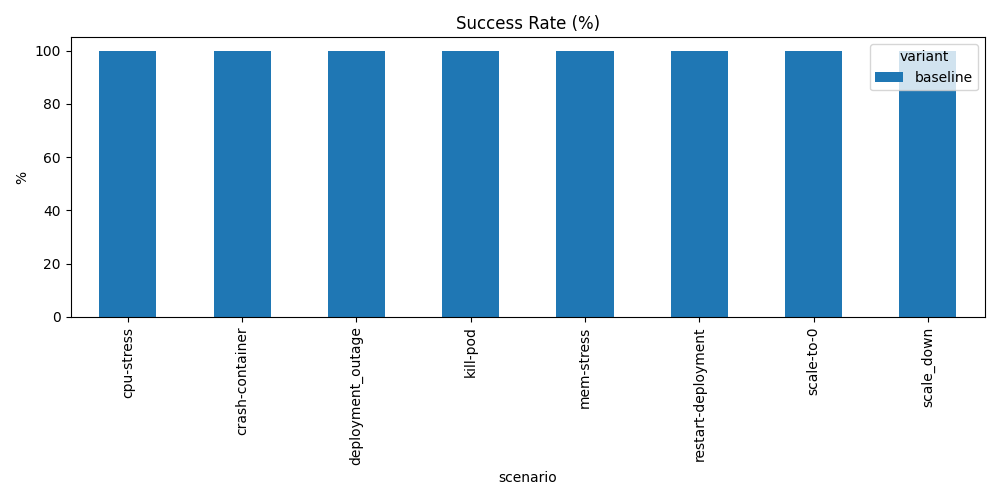 Success Rate (%)
variant
baseline
%
100
80
60
40
20
0
cpu-stress
crash-container
deployment_outage
kill-pod
mem-stress
restart-deployment
scale-to-0
scale_down
scenario